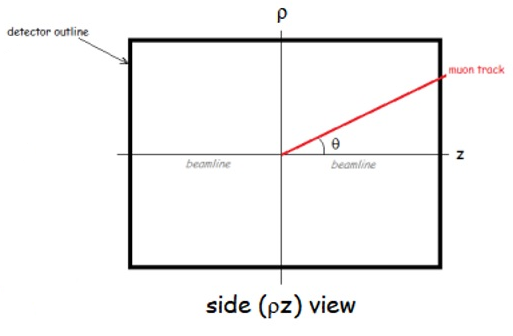 ρ
detector outline
muon track
θ
z
beamline
beamline
side (ρz) view